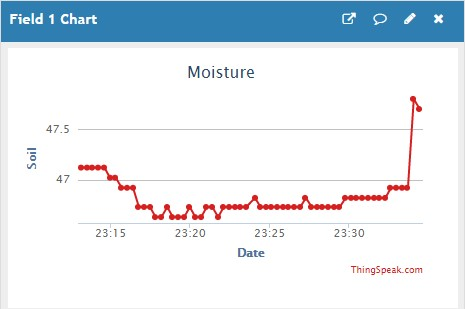 Field 1 Chart
Moisture
Soil
47.5
47
23:15 23:20 23:25 23:30
Date
ThingSpeak.com